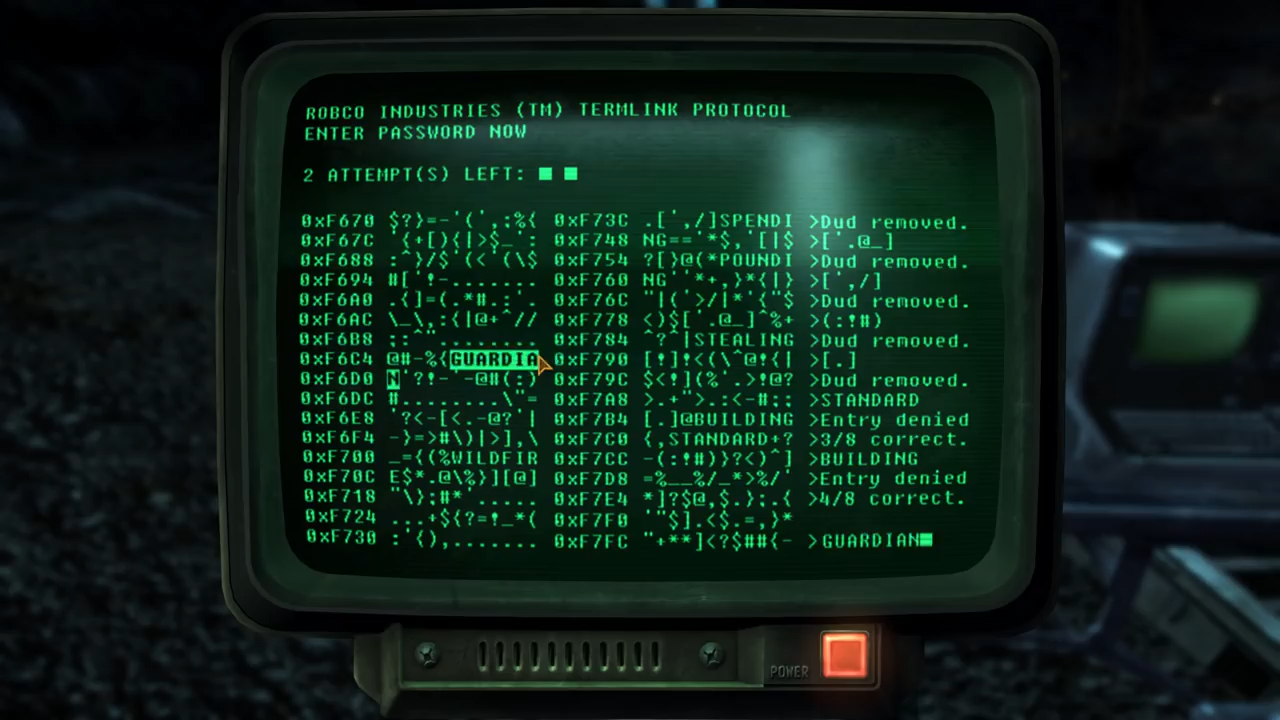 ROBCO INDUSTRIES (TM) TERMLINK PROTOCOL
ENTER PASSWORD NOW
2 ATTEMPT(S) LEFT: ■ ■
0xF670 $?}=-'(',:%{ 0xF73C .[',/]SPENDI >Dud removed.
0xF67C '{+[){|>$_': 0xF748 NG=='*$,'[|$ >['.@_]
0xF688 :^}/$'(<'(\$ 0xF754 ?[}@(*POUNDI >Dud removed.
0xF694 #['!-....... 0xF760 NG''*+,}*{|} >[',/]
0xF6A0 .{]=(.*#.:'. 0xF76C "|('>/|*'{"$ >Dud removed.
0xF6AC \_\,:{|@+^// 0xF778 <)$['.@_]^%+ >(:!#)
0xF6B8 ::^"........ 0xF784 ^?^|STEALING >Dud removed.
0xF6C4 @#-%{GUARDIA 0xF790 [!]!<(\^@!{| >[.]
0xF6D0 N'?!-'-@#(:) 0xF79C $<!](%'.>!@? >Dud removed.
0xF6DC #.........\"= 0xF7A8 >.+">.:<-#:; >STANDARD
0xF6E8 '?<-[<.-@?'| 0xF7B4 [.]@BUILDING >Entry denied
0xF6F4 -}=>#\)|>],\ 0xF7C0 {,STANDARD+? >3/8 correct.
0xF700 _={(%WILDFIR 0xF7CC -(:!#)}?<)^] >BUILDING
0xF70C E$*.@\%}][@] 0xF7D8 =%__%/_*>%/' >Entry denied
0xF718 "\}:#*'..... 0xF7E4 *]?$@,$.}:.{ >4/8 correct.
0xF724 .:,+${?=!_*( 0xF7F0 '"$].<$.=,}*
0xF730 :'{),....... 0xF7FC "+**]<?$##{- >GUARDIAN■
POWER